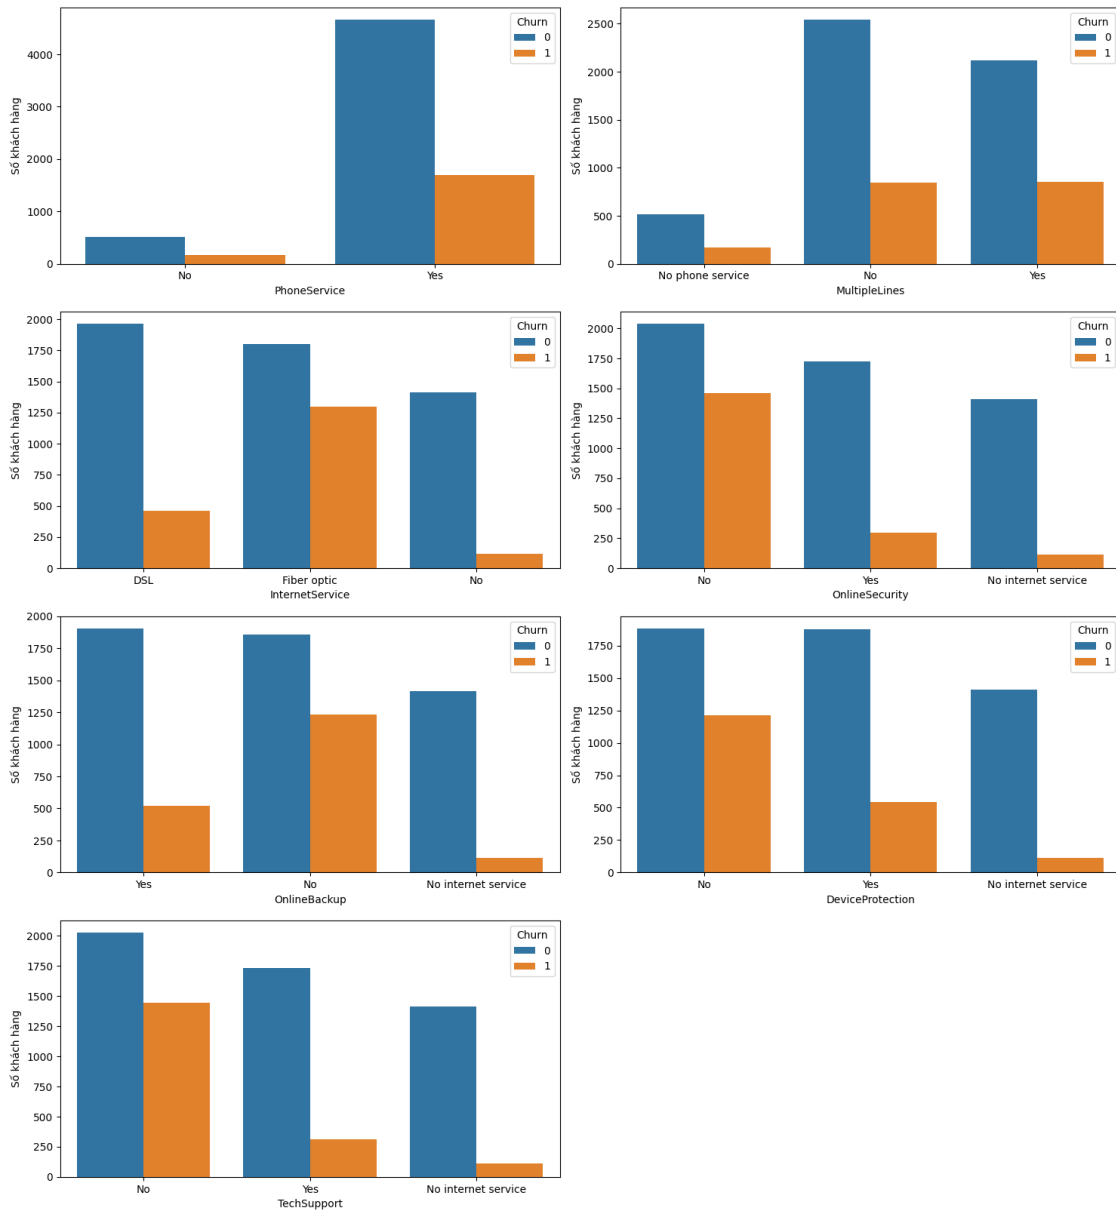 Số khách hàng
4000
3000
2000
1000
0
Churn
0
1
No
Yes
PhoneService
Số khách hàng
2500
2000
1500
1000
500
0
Churn
0
1
No phone service
No
Yes
MultipleLines
Số khách hàng
2000
1750
1500
1250
1000
750
500
250
0
Churn
0
1
DSL
Fiber optic
No
InternetService
Số khách hàng
2000
1750
1500
1250
1000
750
500
250
0
Churn
0
1
No
Yes
No internet service
OnlineSecurity
Số khách hàng
2000
1750
1500
1250
1000
750
500
250
0
Churn
0
1
Yes
No
No internet service
OnlineBackup
Số khách hàng
1750
1500
1250
1000
750
500
250
0
Churn
0
1
No
Yes
No internet service
DeviceProtection
Số khách hàng
2000
1750
1500
1250
1000
750
500
250
0
Churn
0
1
No
Yes
No internet service
TechSupport